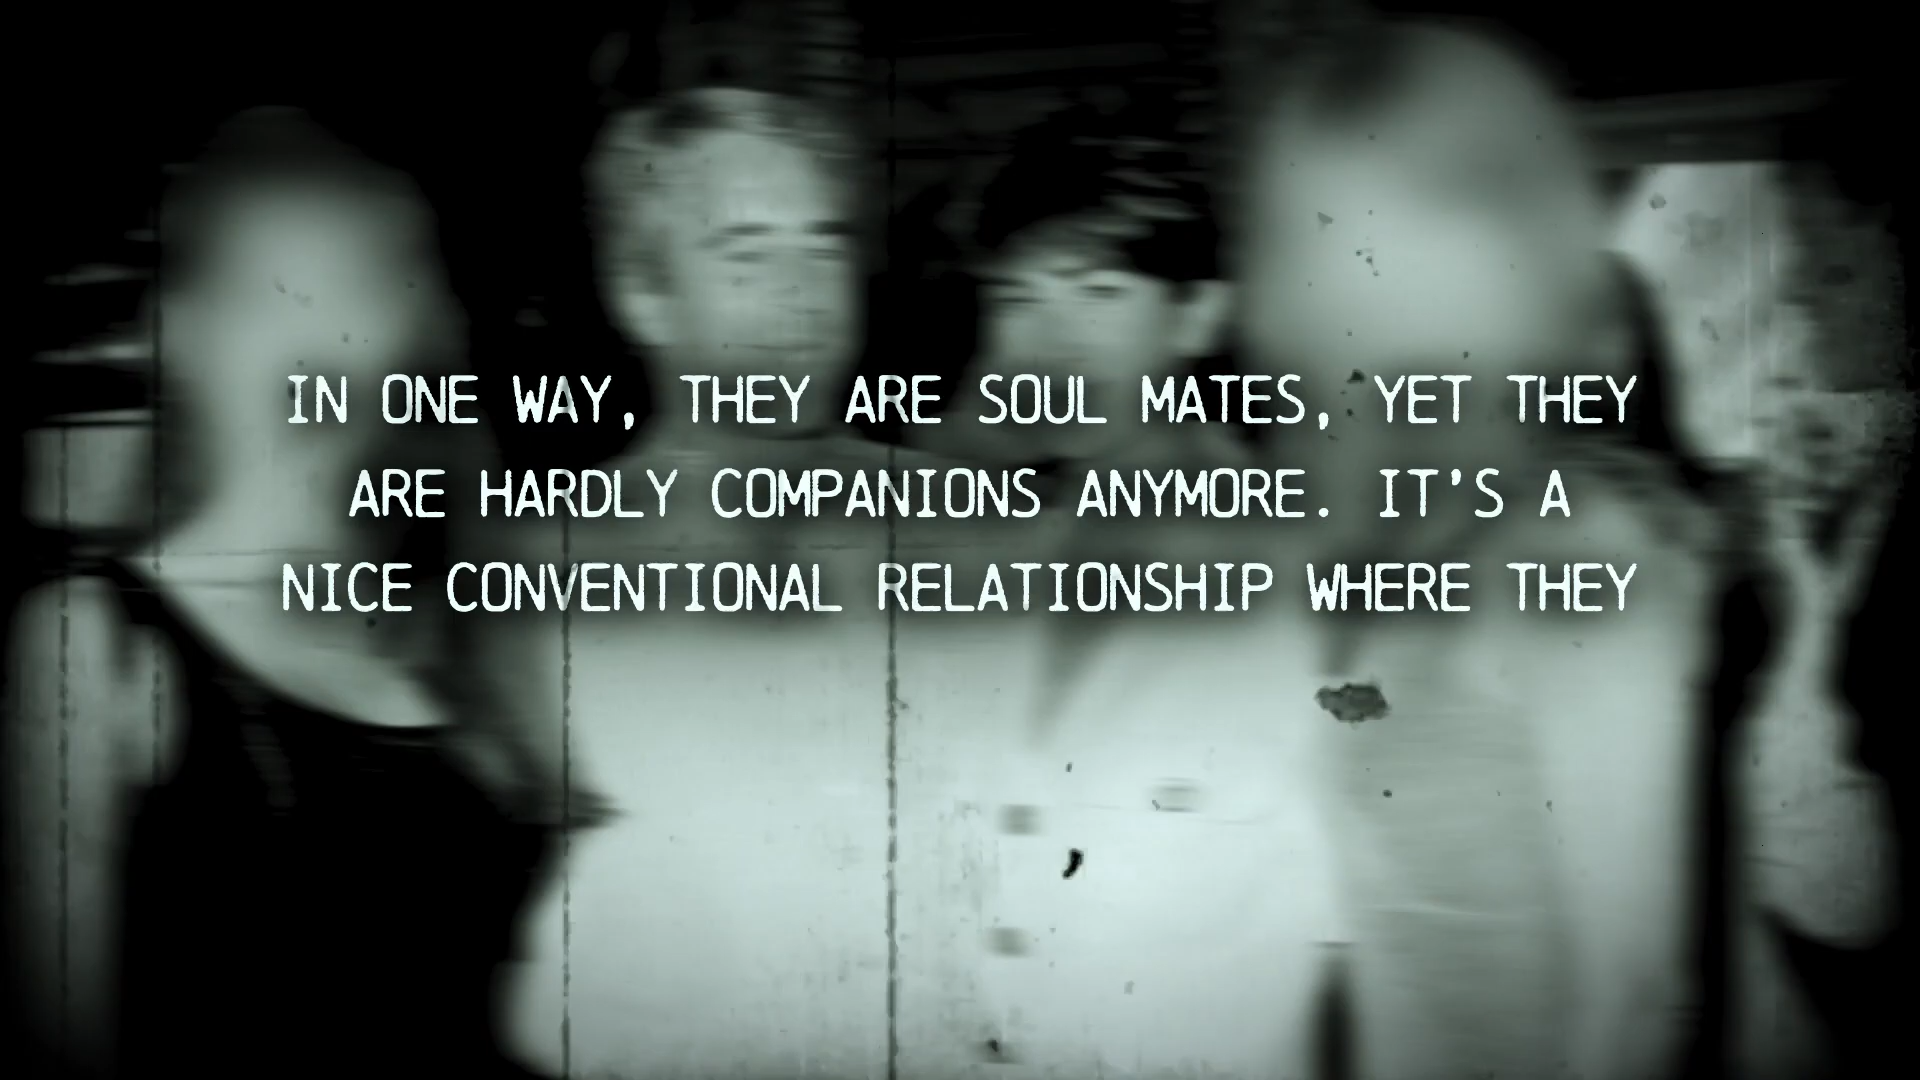 IN ONE WAY, THEY ARE SOUL MATES, YET THEY
ARE HARDLY COMPANIONS ANYMORE. IT'S A
NICE CONVENTIONAL RELATIONSHIP WHERE THEY